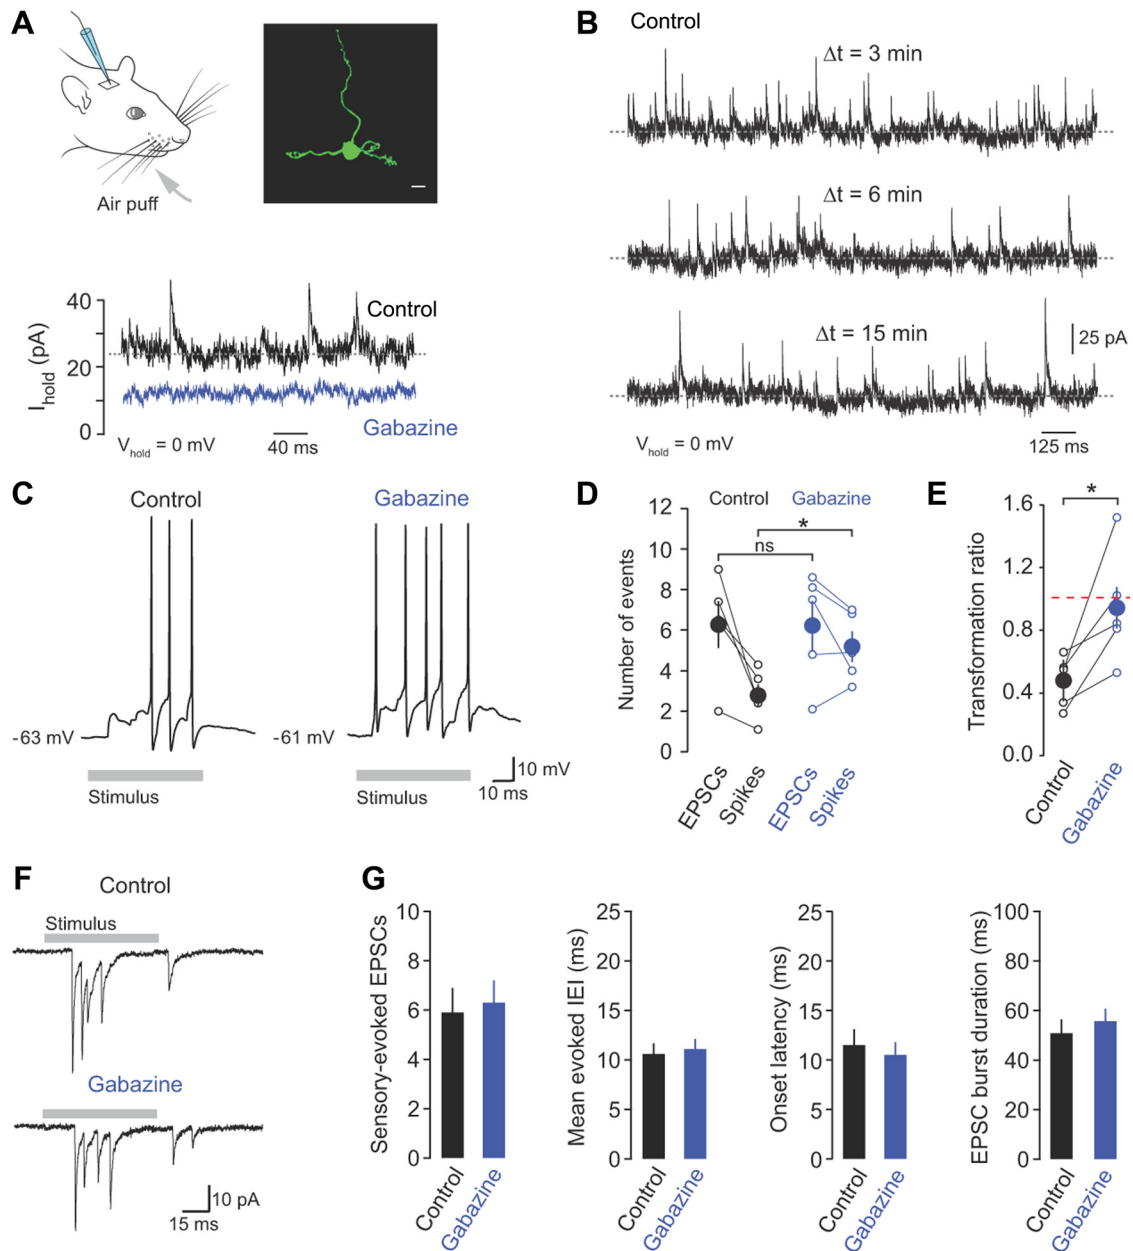 A
Air puff
I_hold (pA)
40
20
0
Control
Gabazine
V_hold = 0 mV
40 ms
B
Control
Δt = 3 min
Δt = 6 min
Δt = 15 min
25 pA
V_hold = 0 mV
125 ms
C
Control
Gabazine
-63 mV
-61 mV
Stimulus
Stimulus
10 mV
10 ms
D
Control
Gabazine
Number of events
12
10
8
6
4
2
0
*
ns
EPSCs
Spikes
EPSCs
Spikes
E
Transformation ratio
1.6
1.2
0.8
0.4
0.0
*
Control
Gabazine
F
Control
Stimulus
Gabazine
10 pA
15 ms
G
Sensory-evoked EPSCs
10
8
6
4
2
0
Control
Gabazine
Mean evoked IEI (ms)
25
20
15
10
5
0
Control
Gabazine
Onset latency (ms)
25
20
15
10
5
0
Control
Gabazine
EPSC burst duration (ms)
100
80
60
40
20
0
Control
Gabazine